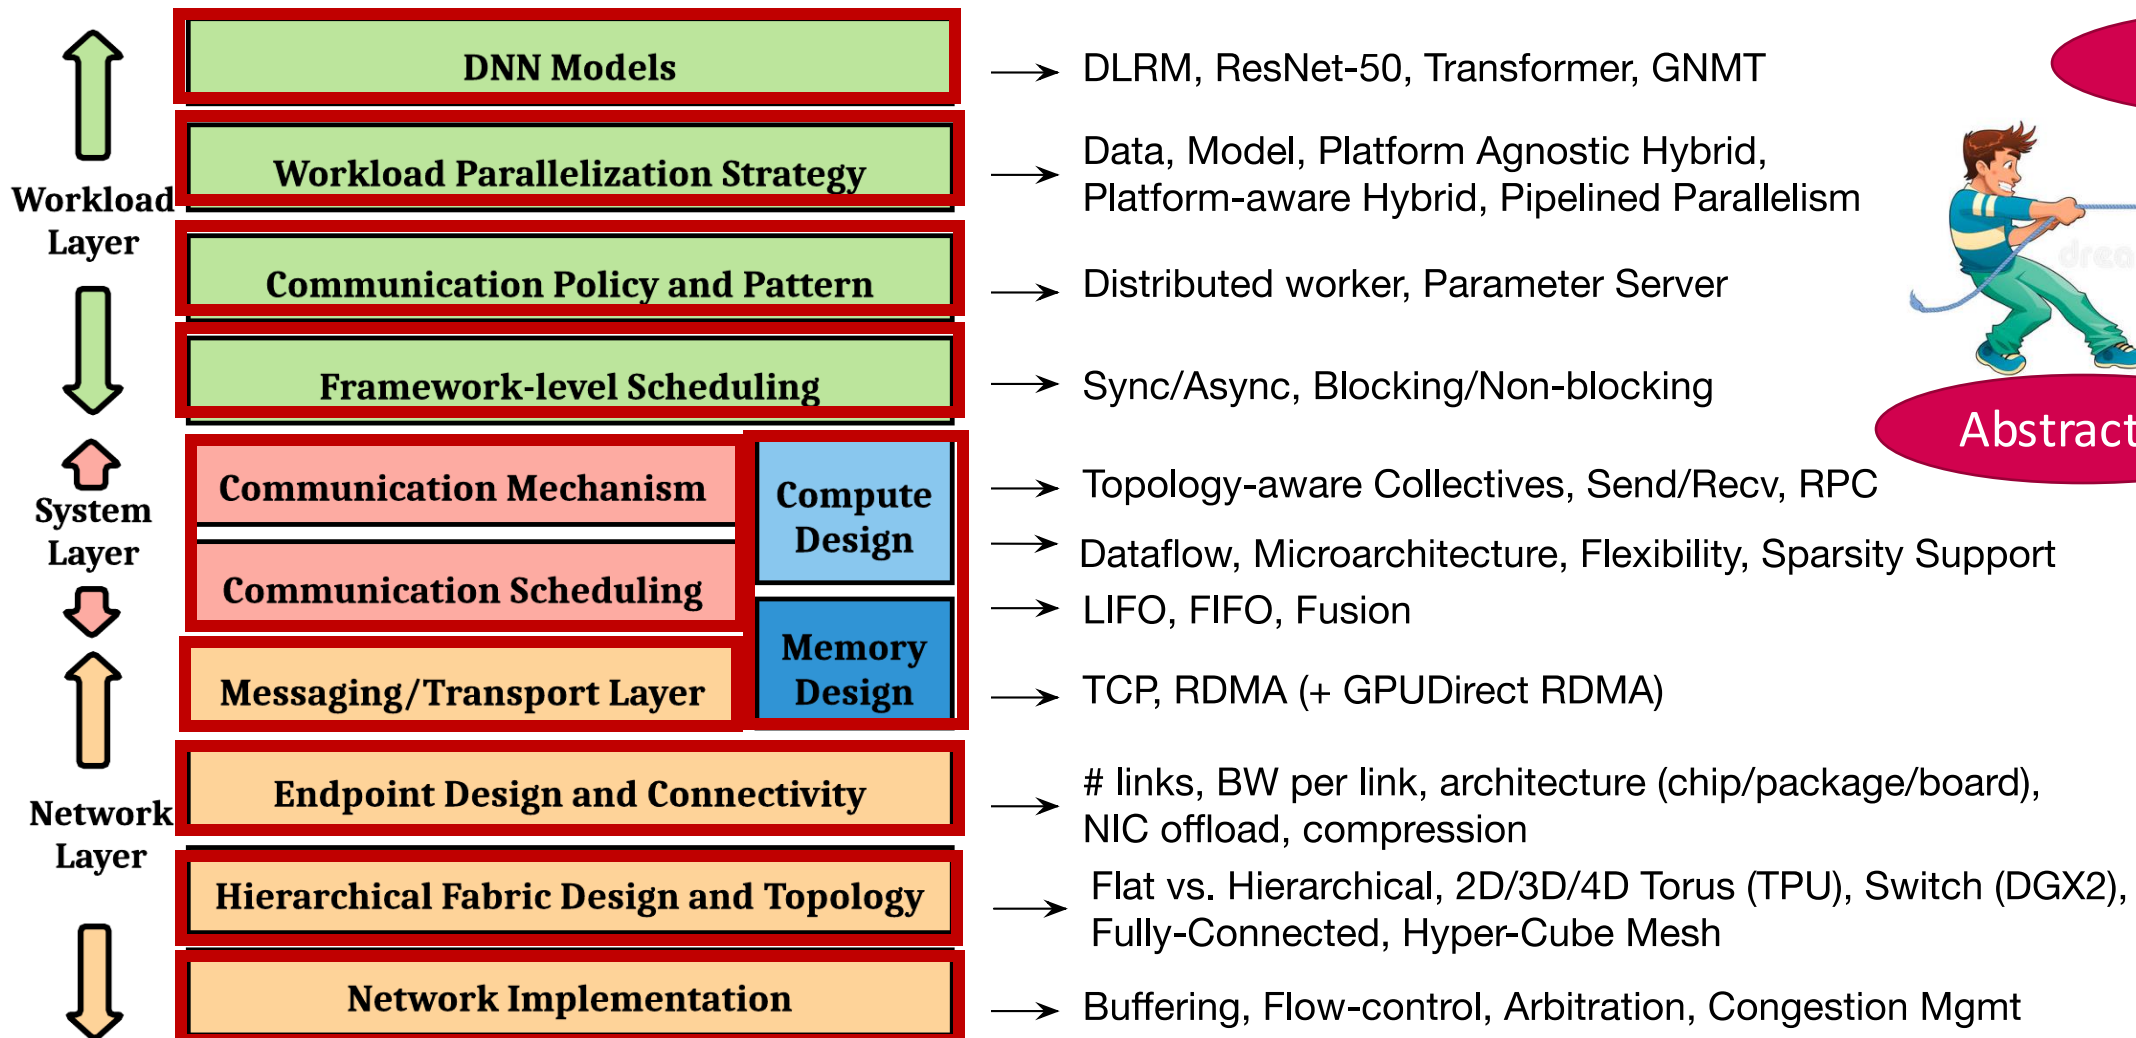 DNN Models
DLRM, ResNet-50, Transformer, GNMT
Workload Parallelization Strategy
Data, Model, Platform Agnostic Hybrid,
Platform-aware Hybrid, Pipelined Parallelism
Workload
Layer
Communication Policy and Pattern
Distributed worker, Parameter Server
Framework-level Scheduling
Sync/Async, Blocking/Non-blocking
Abstract
System
Layer
Communication Mechanism
Compute
Design
Topology-aware Collectives, Send/Recv, RPC
Dataflow, Microarchitecture, Flexibility, Sparsity Support
Communication Scheduling
LIFO, FIFO, Fusion
Memory
Design
Messaging/Transport Layer
TCP, RDMA (+ GPUDirect RDMA)
Network
Layer
Endpoint Design and Connectivity
# links, BW per link, architecture (chip/package/board),
NIC offload, compression
Hierarchical Fabric Design and Topology
Flat vs. Hierarchical, 2D/3D/4D Torus (TPU), Switch (DGX2),
Fully-Connected, Hyper-Cube Mesh
Network Implementation
Buffering, Flow-control, Arbitration, Congestion Mgmt